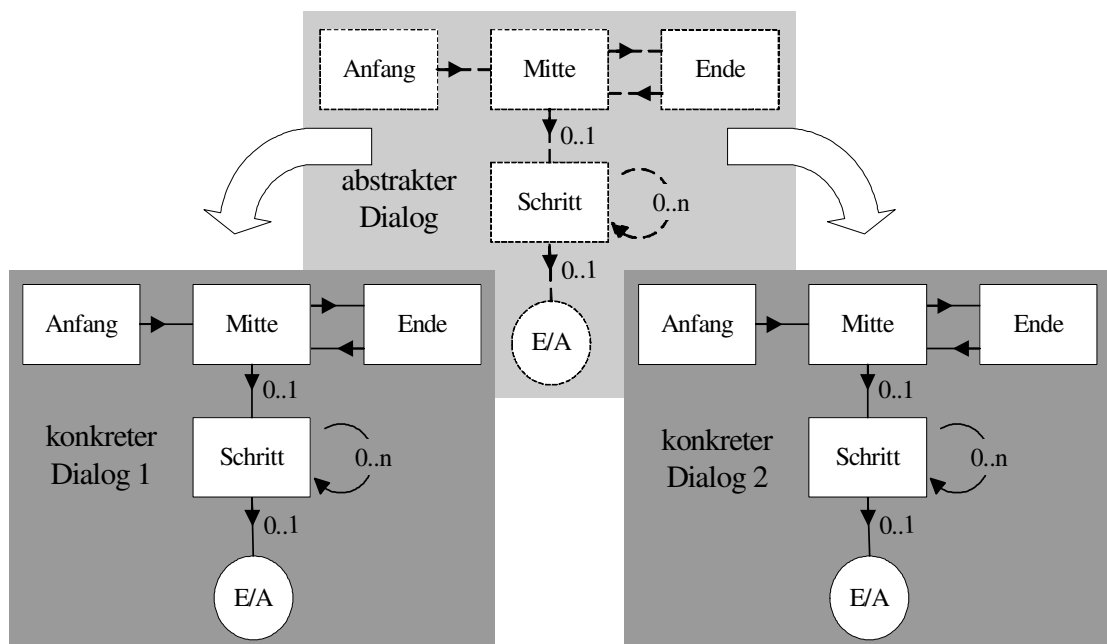 Anfang
Mitte
Ende
0..1
abstrakter
Dialog
Schritt
0..n
0..1
E/A
Anfang
Mitte
Ende
0..1
konkreter
Dialog 1
Schritt
0..n
0..1
E/A
Anfang
Mitte
Ende
0..1
konkreter
Dialog 2
Schritt
0..n
0..1
E/A